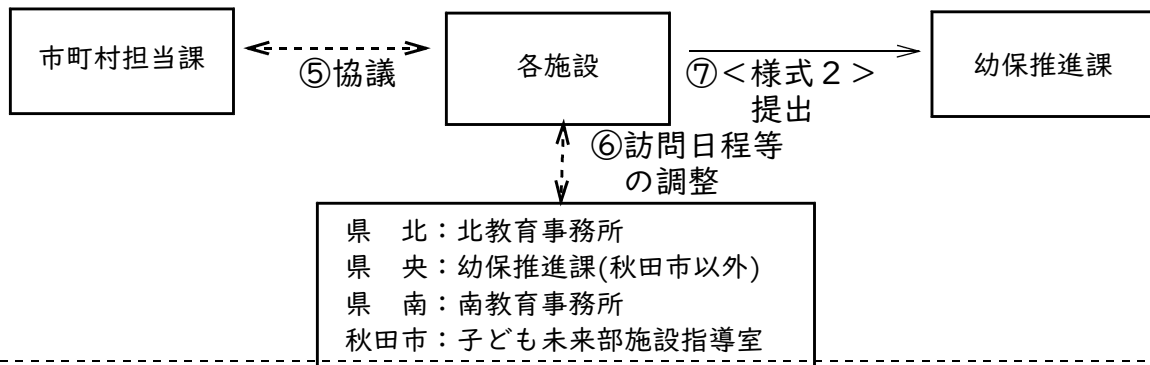 市町村担当課
⑤協議
各施設
⑦＜様式２＞
提出
幼保推進課
⑥訪問日程等
の調整
県　北：北教育事務所
県　央：幼保推進課(秋田市以外)
県　南：南教育事務所
秋田市：子ども未来部施設指導室